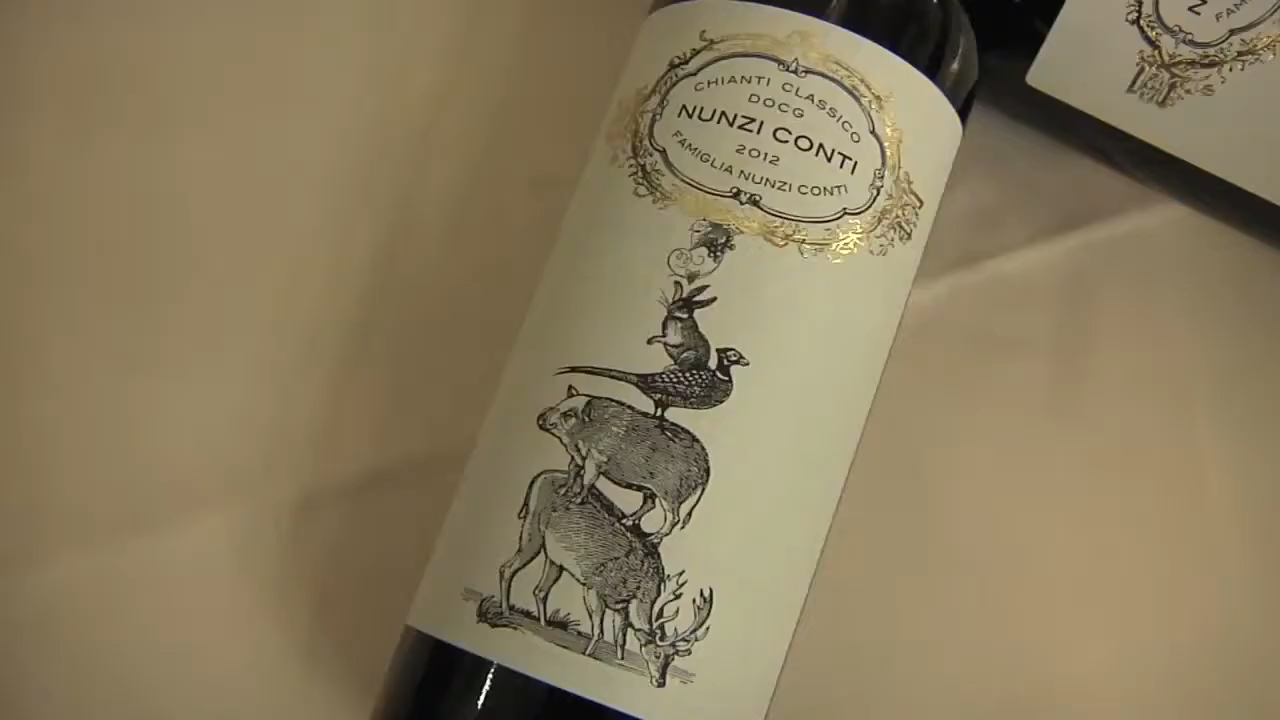 CHIANTI CLASSICO
DOCG
NUNZI CONTI
2012
FAMIGLIA NUNZI CONTI